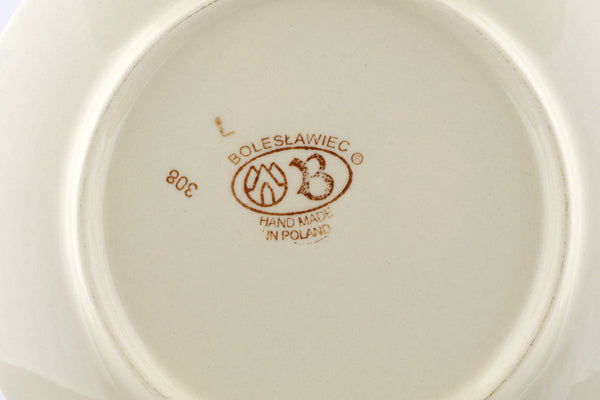 L
BOLESŁAWIEC ®
B
HAND MADE
IN POLAND
308